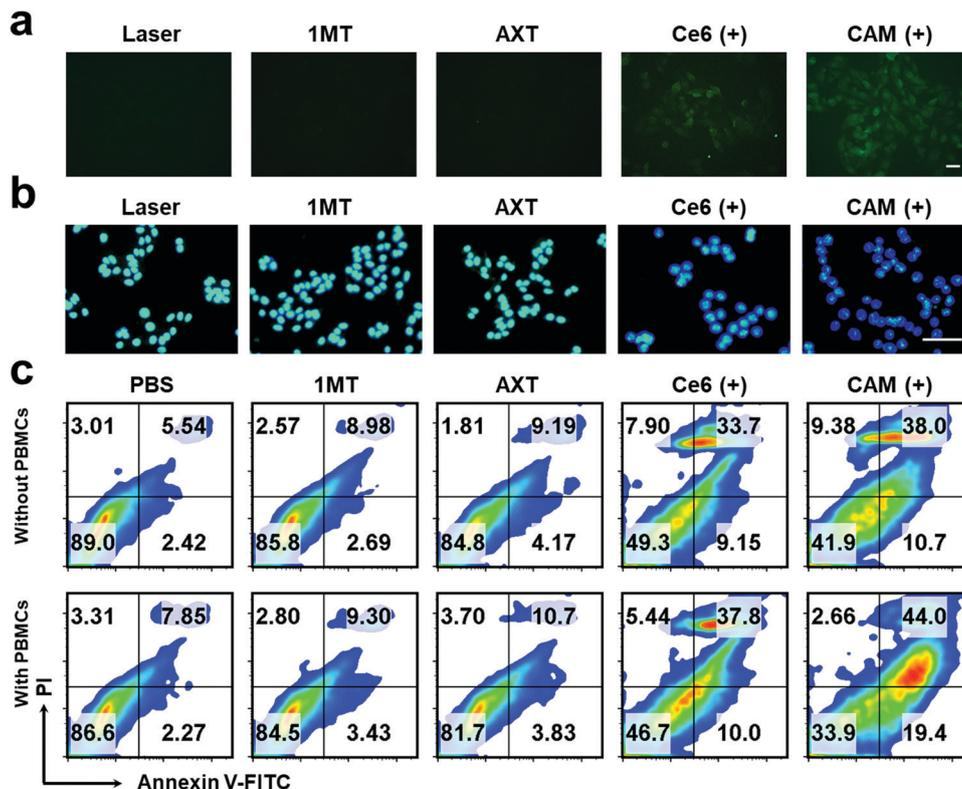 a
Laser 1MT AXT Ce6 (+) CAM (+)
b
Laser 1MT AXT Ce6 (+) CAM (+)
c
PBS 1MT AXT Ce6 (+) CAM (+)
Without PBMCs
3.01 5.54 2.57 8.98 1.81 9.19 7.90 33.7 9.38 38.0
89.0 2.42 85.8 2.69 84.8 4.17 49.3 9.15 41.9 10.7
With PBMCs
3.31 7.85 2.80 9.30 3.70 10.7 5.44 37.8 2.66 44.0
86.6 2.27 84.5 3.43 81.7 3.83 46.7 10.0 33.9 19.4
PI
Annexin V-FITC